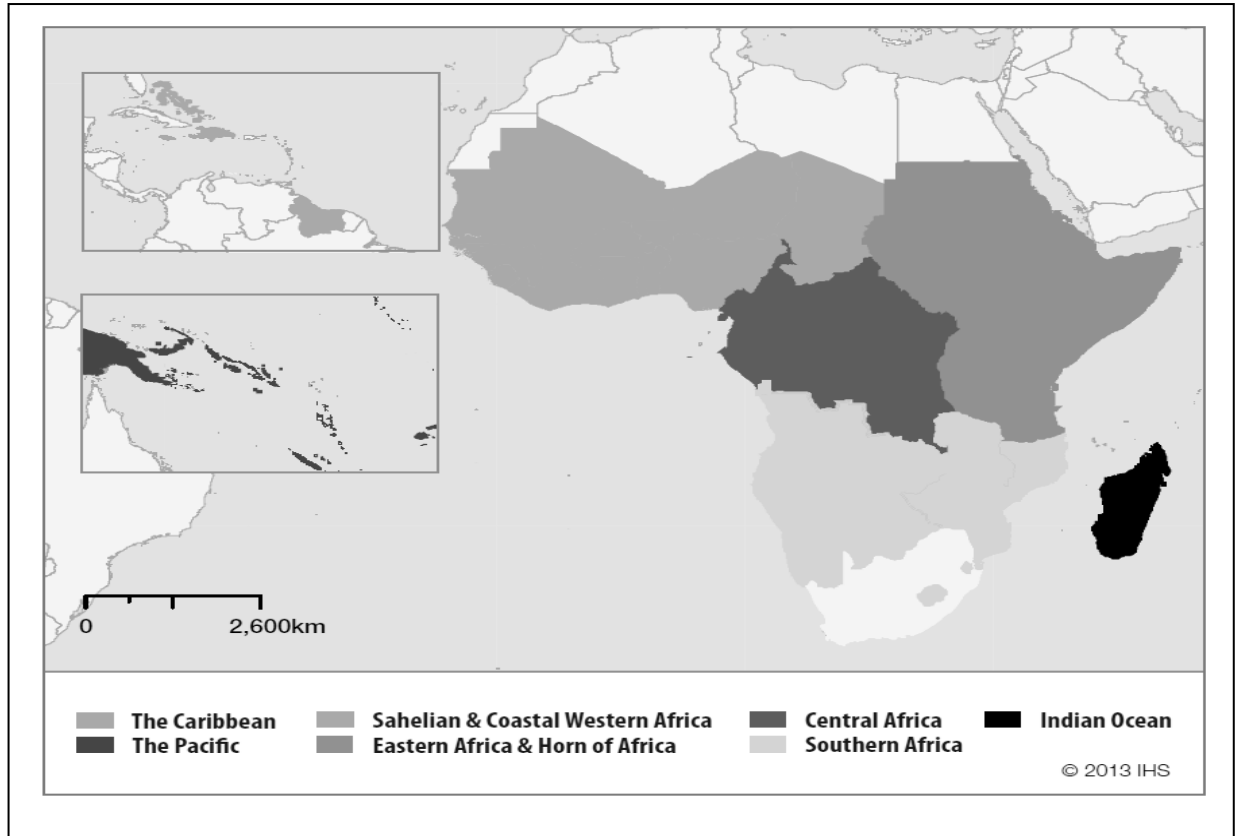 0 2,600km
The Caribbean Sahelian & Coastal Western Africa Central Africa Indian Ocean
The Pacific Eastern Africa & Horn of Africa Southern Africa
© 2013 IHS